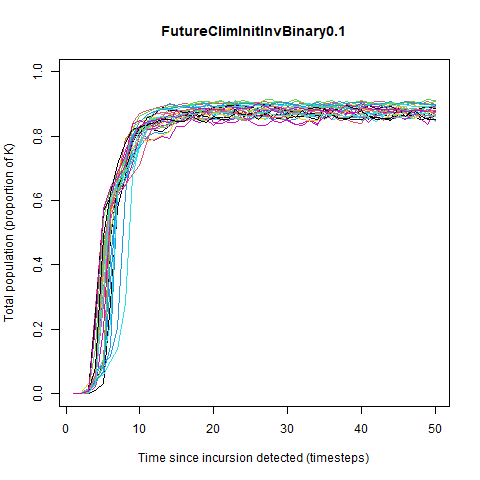 FutureClimInitInvBinary0.1
Total population (proportion of K)
1.0
0.8
0.6
0.4
0.2
0.0
0 10 20 30 40 50
Time since incursion detected (timesteps)